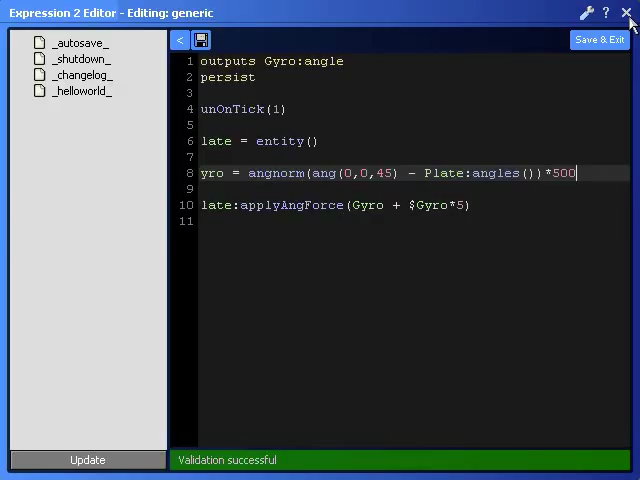 Expression 2 Editor - Editing: generic
?
_autosave_
_shutdown_
_changelog_
_helloworld_
<
Save & Exit
1 outputs Gyro:angle
2 persist
3
4 unOnTick(1)
5
6 late = entity()
7
8 yro = angnorm(ang(0,0,45) - Plate:angles())*500
9
10 late:applyAngForce(Gyro + $Gyro*5)
11
Update
Validation successful